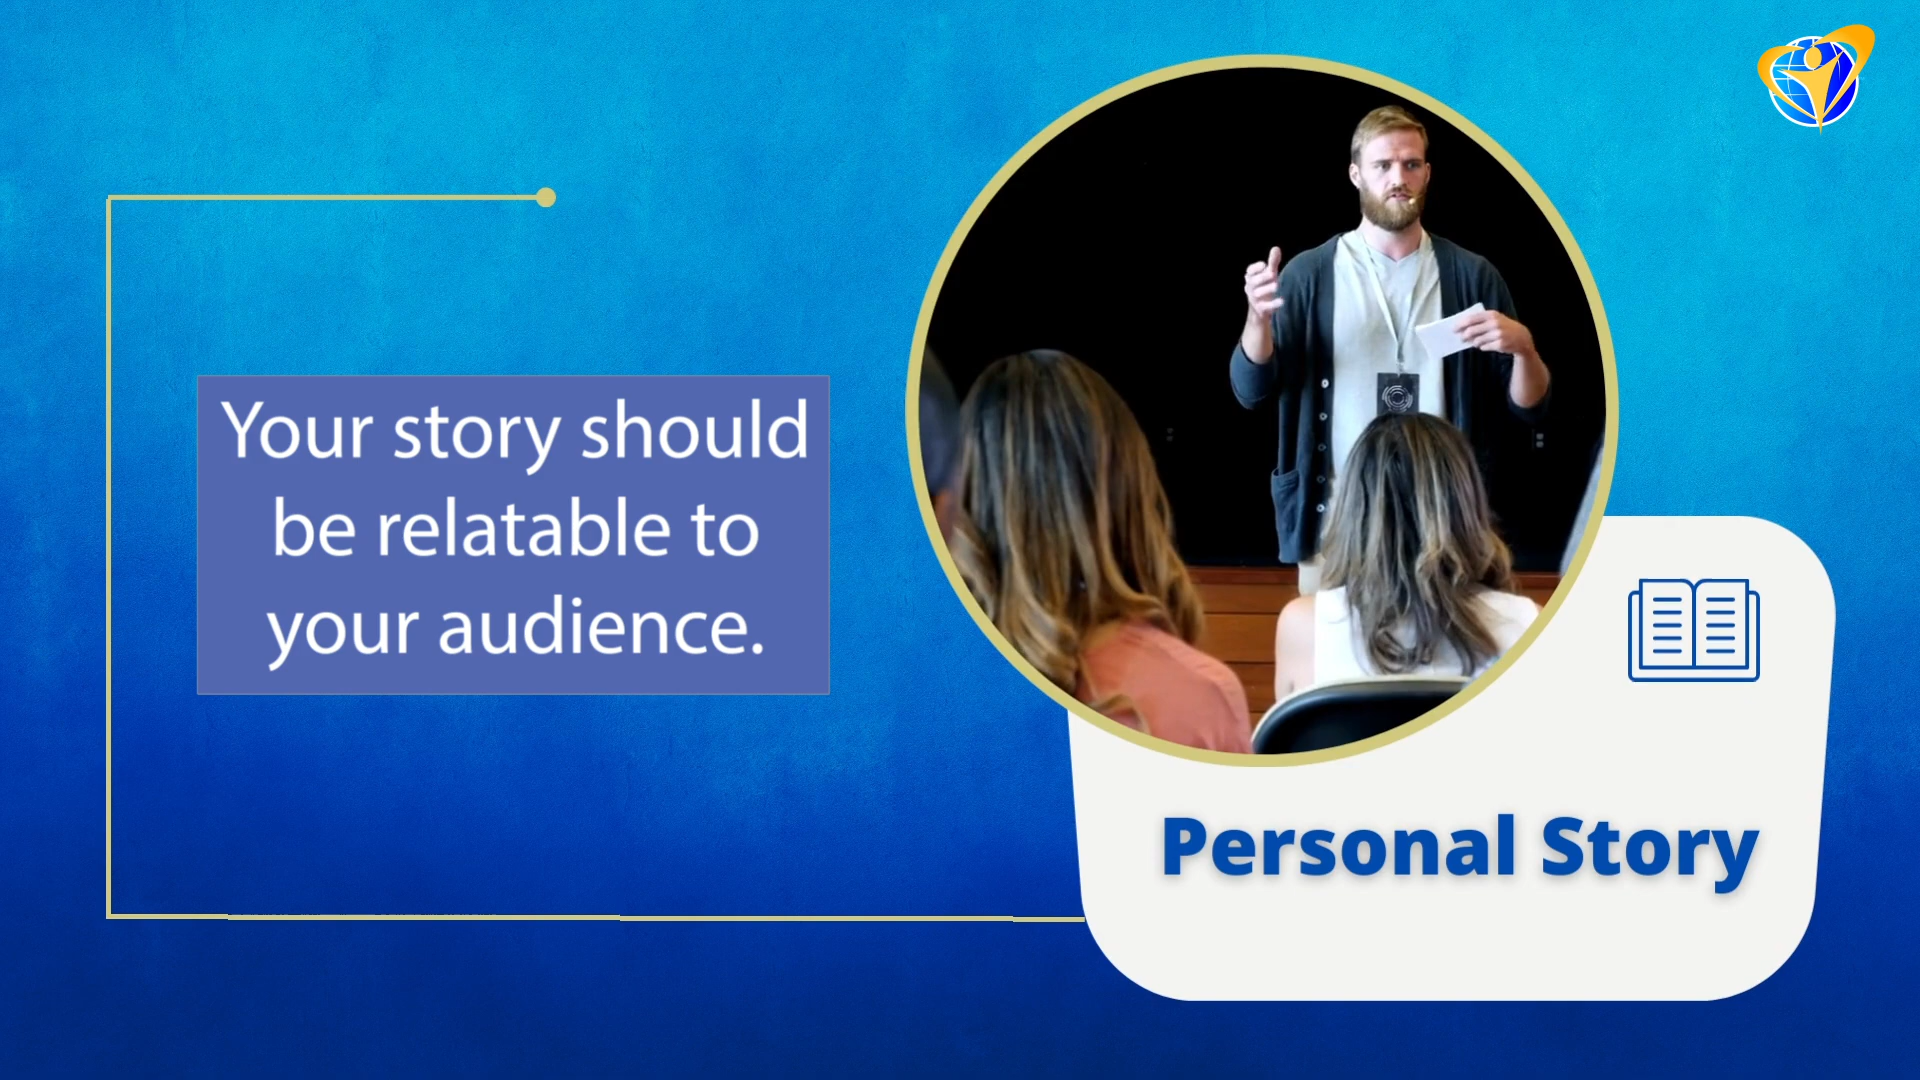 Your story should
be relatable to
your audience.
Personal Story